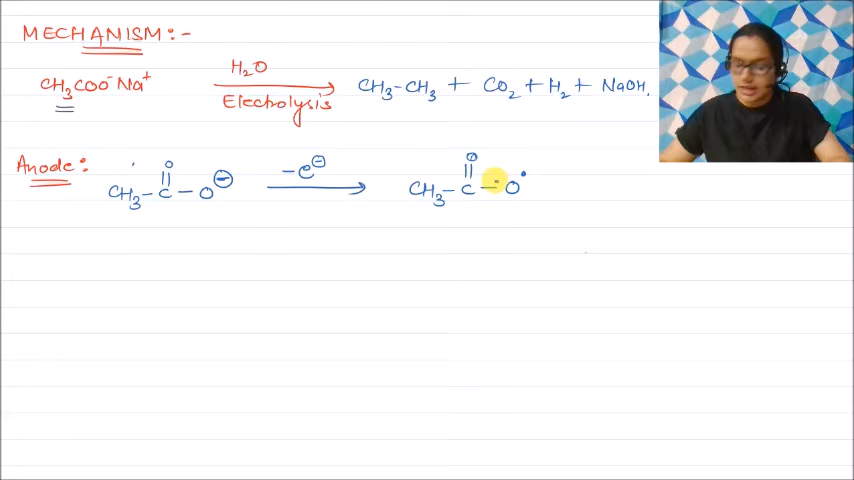 MECHANISM:-
CH₃COO⁻Na⁺ H₂O Electrolysis CH₃-CH₃ + CO₂ + H₂ + NaOH.
Anode: CH₃-C(=O)-O⊖ -e⊖ CH₃-C(=O)-O•